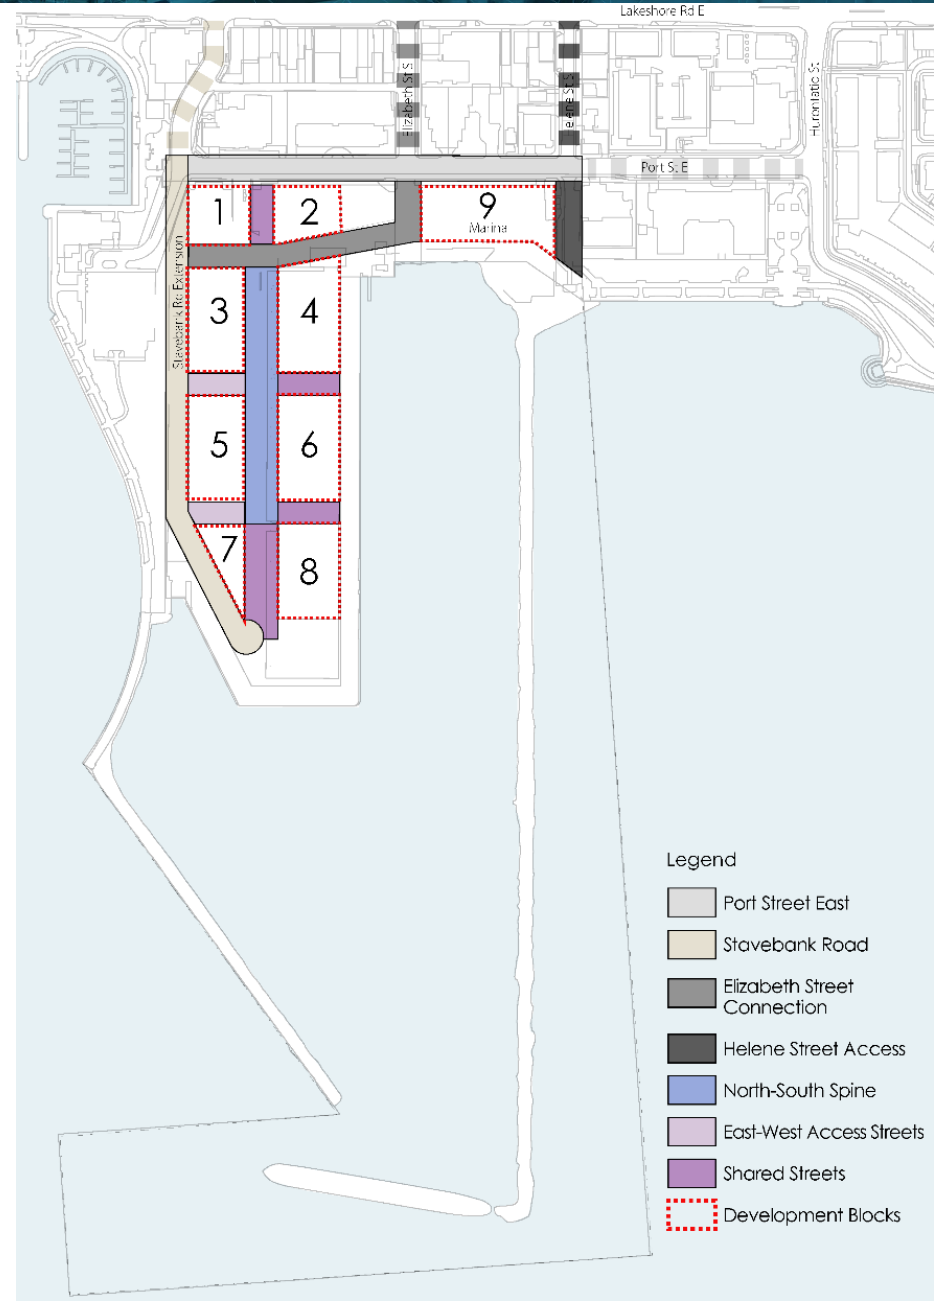 Lakeshore Rd E
Elizabeth St S
Helene St S
Hurontario St
Port St E
Stavebank Rd Extension
1
2
9
Marina
3
4
5
6
7
8
Legend
Port Street East
Stavebank Road
Elizabeth Street
Connection
Helene Street Access
North-South Spine
East-West Access Streets
Shared Streets
Development Blocks